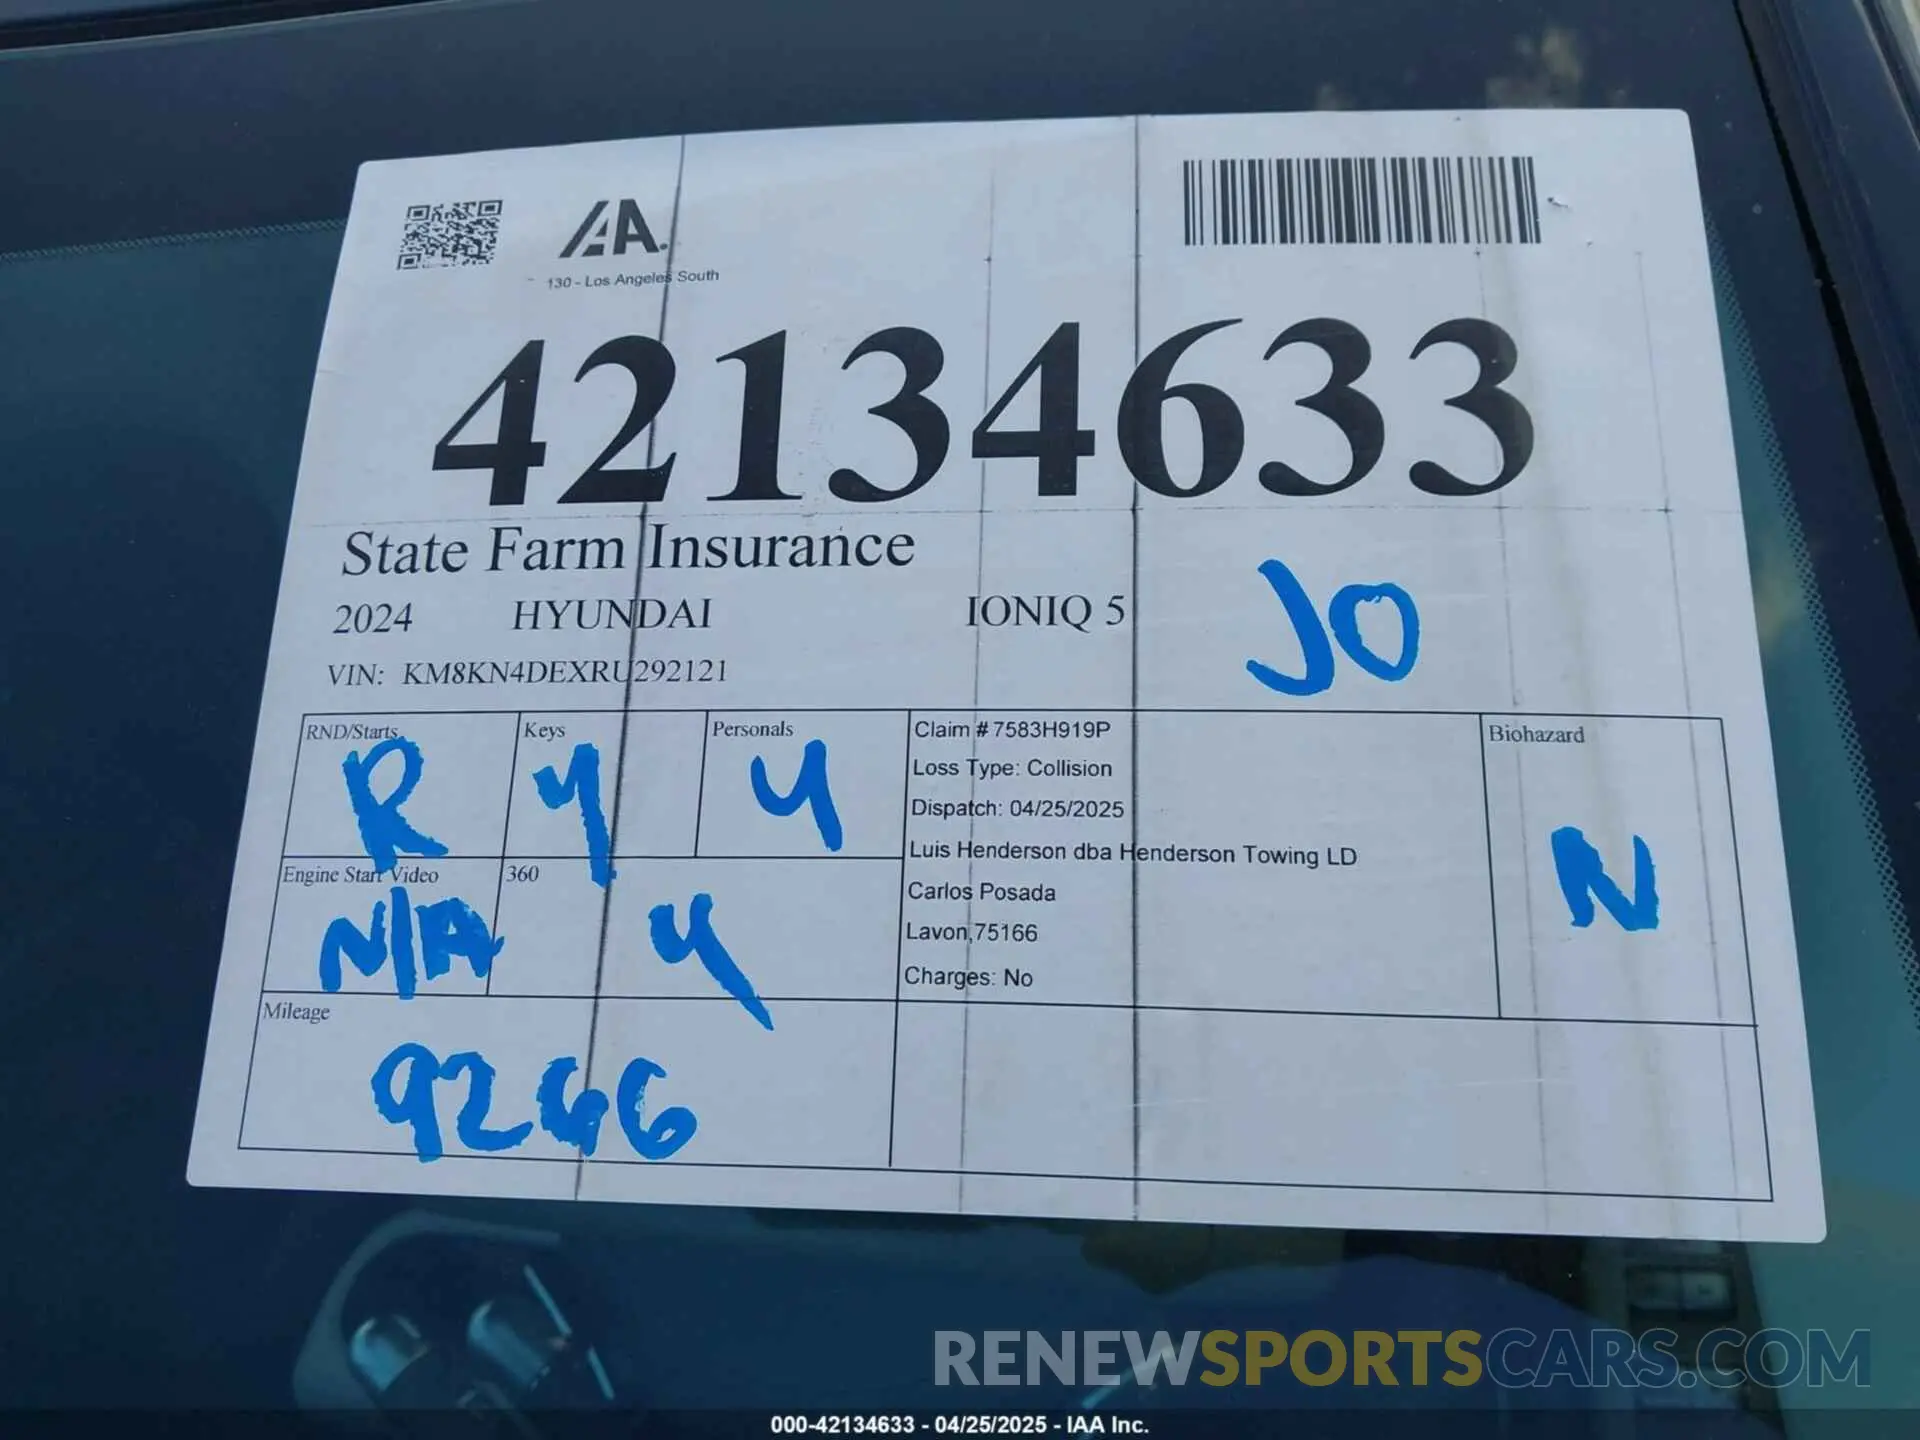 IAA.
130 - Los Angeles South
42134633
State Farm Insurance
2024 HYUNDAI IONIQ 5 JO
VIN: KM8KN4DEXRU292121
RND/Starts R
Keys y
Personals y
Claim # 7583H919P
Loss Type: Collision
Dispatch: 04/25/2025
Luis Henderson dba Henderson Towing LD
Carlos Posada
Lavon,75166
Charges: No
Biohazard N
Engine Start Video N/A
360 y
Mileage
9266
RENEWSPORTSCARS.COM
000-42134633 - 04/25/2025 - IAA Inc.